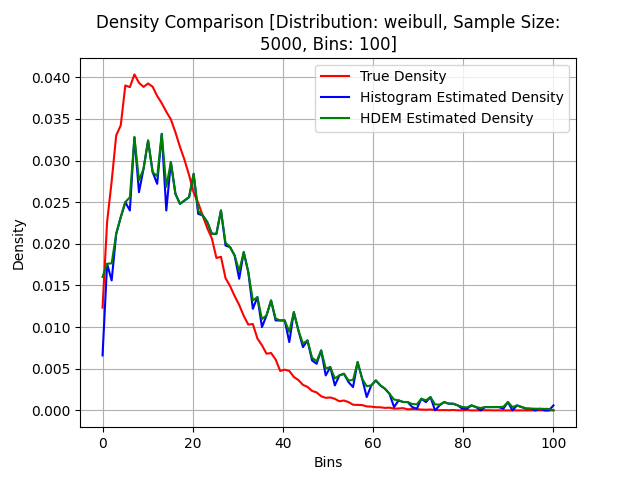 Density Comparison [Distribution: weibull, Sample Size:
5000, Bins: 100]
True Density
Histogram Estimated Density
HDEM Estimated Density
Density
0.040
0.035
0.030
0.025
0.020
0.015
0.010
0.005
0.000
0 20 40 60 80 100
Bins